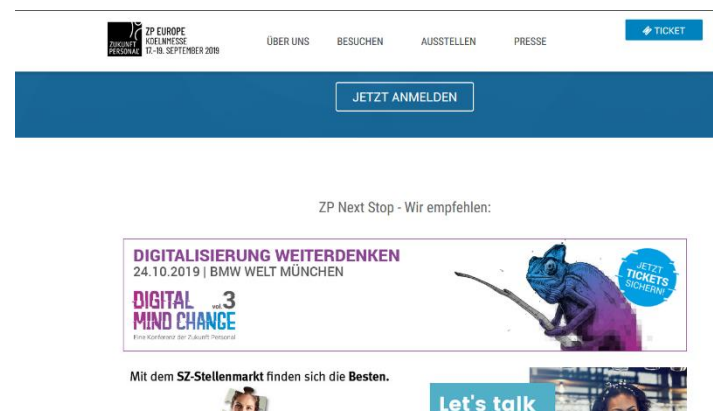 ZUKUNFT
PERSONAL
ZP EUROPE
KOELNMESSE
17.-19. SEPTEMBER 2019
ÜBER UNS
BESUCHEN
AUSSTELLEN
PRESSE
TICKET
JETZT ANMELDEN
ZP Next Stop - Wir empfehlen:
DIGITALISIERUNG WEITERDENKEN
24.10.2019 | BMW WELT MÜNCHEN
DIGITAL vol.3
MIND CHANGE
Eine Konferenz der Zukunft Personal
JETZT
TICKETS
SICHERN!
Mit dem SZ-Stellenmarkt finden sich die Besten.
Let's talk